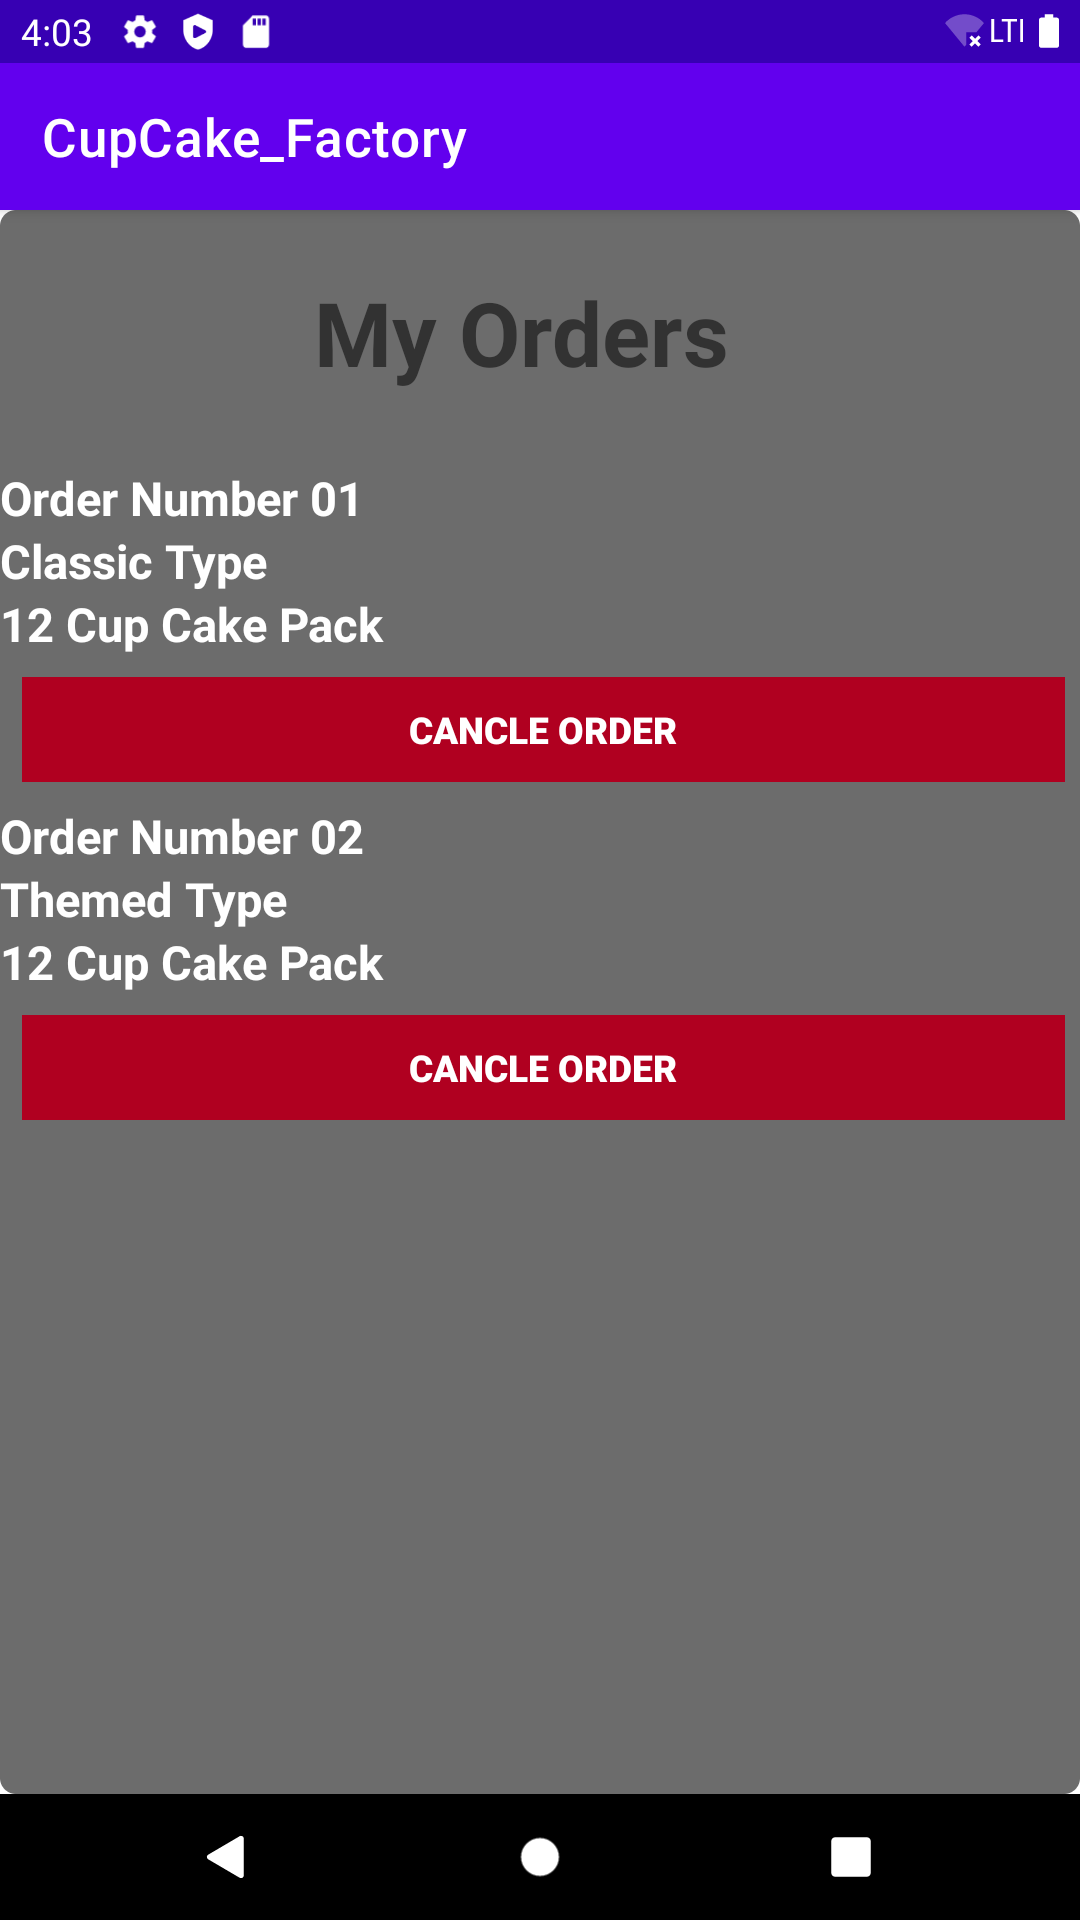 4:03
LTI
CupCake_Factory
My Orders
Order Number 01
Classic Type
12 Cup Cake Pack
CANCLE ORDER
Order Number 02
Themed Type
12 Cup Cake Pack
CANCLE ORDER